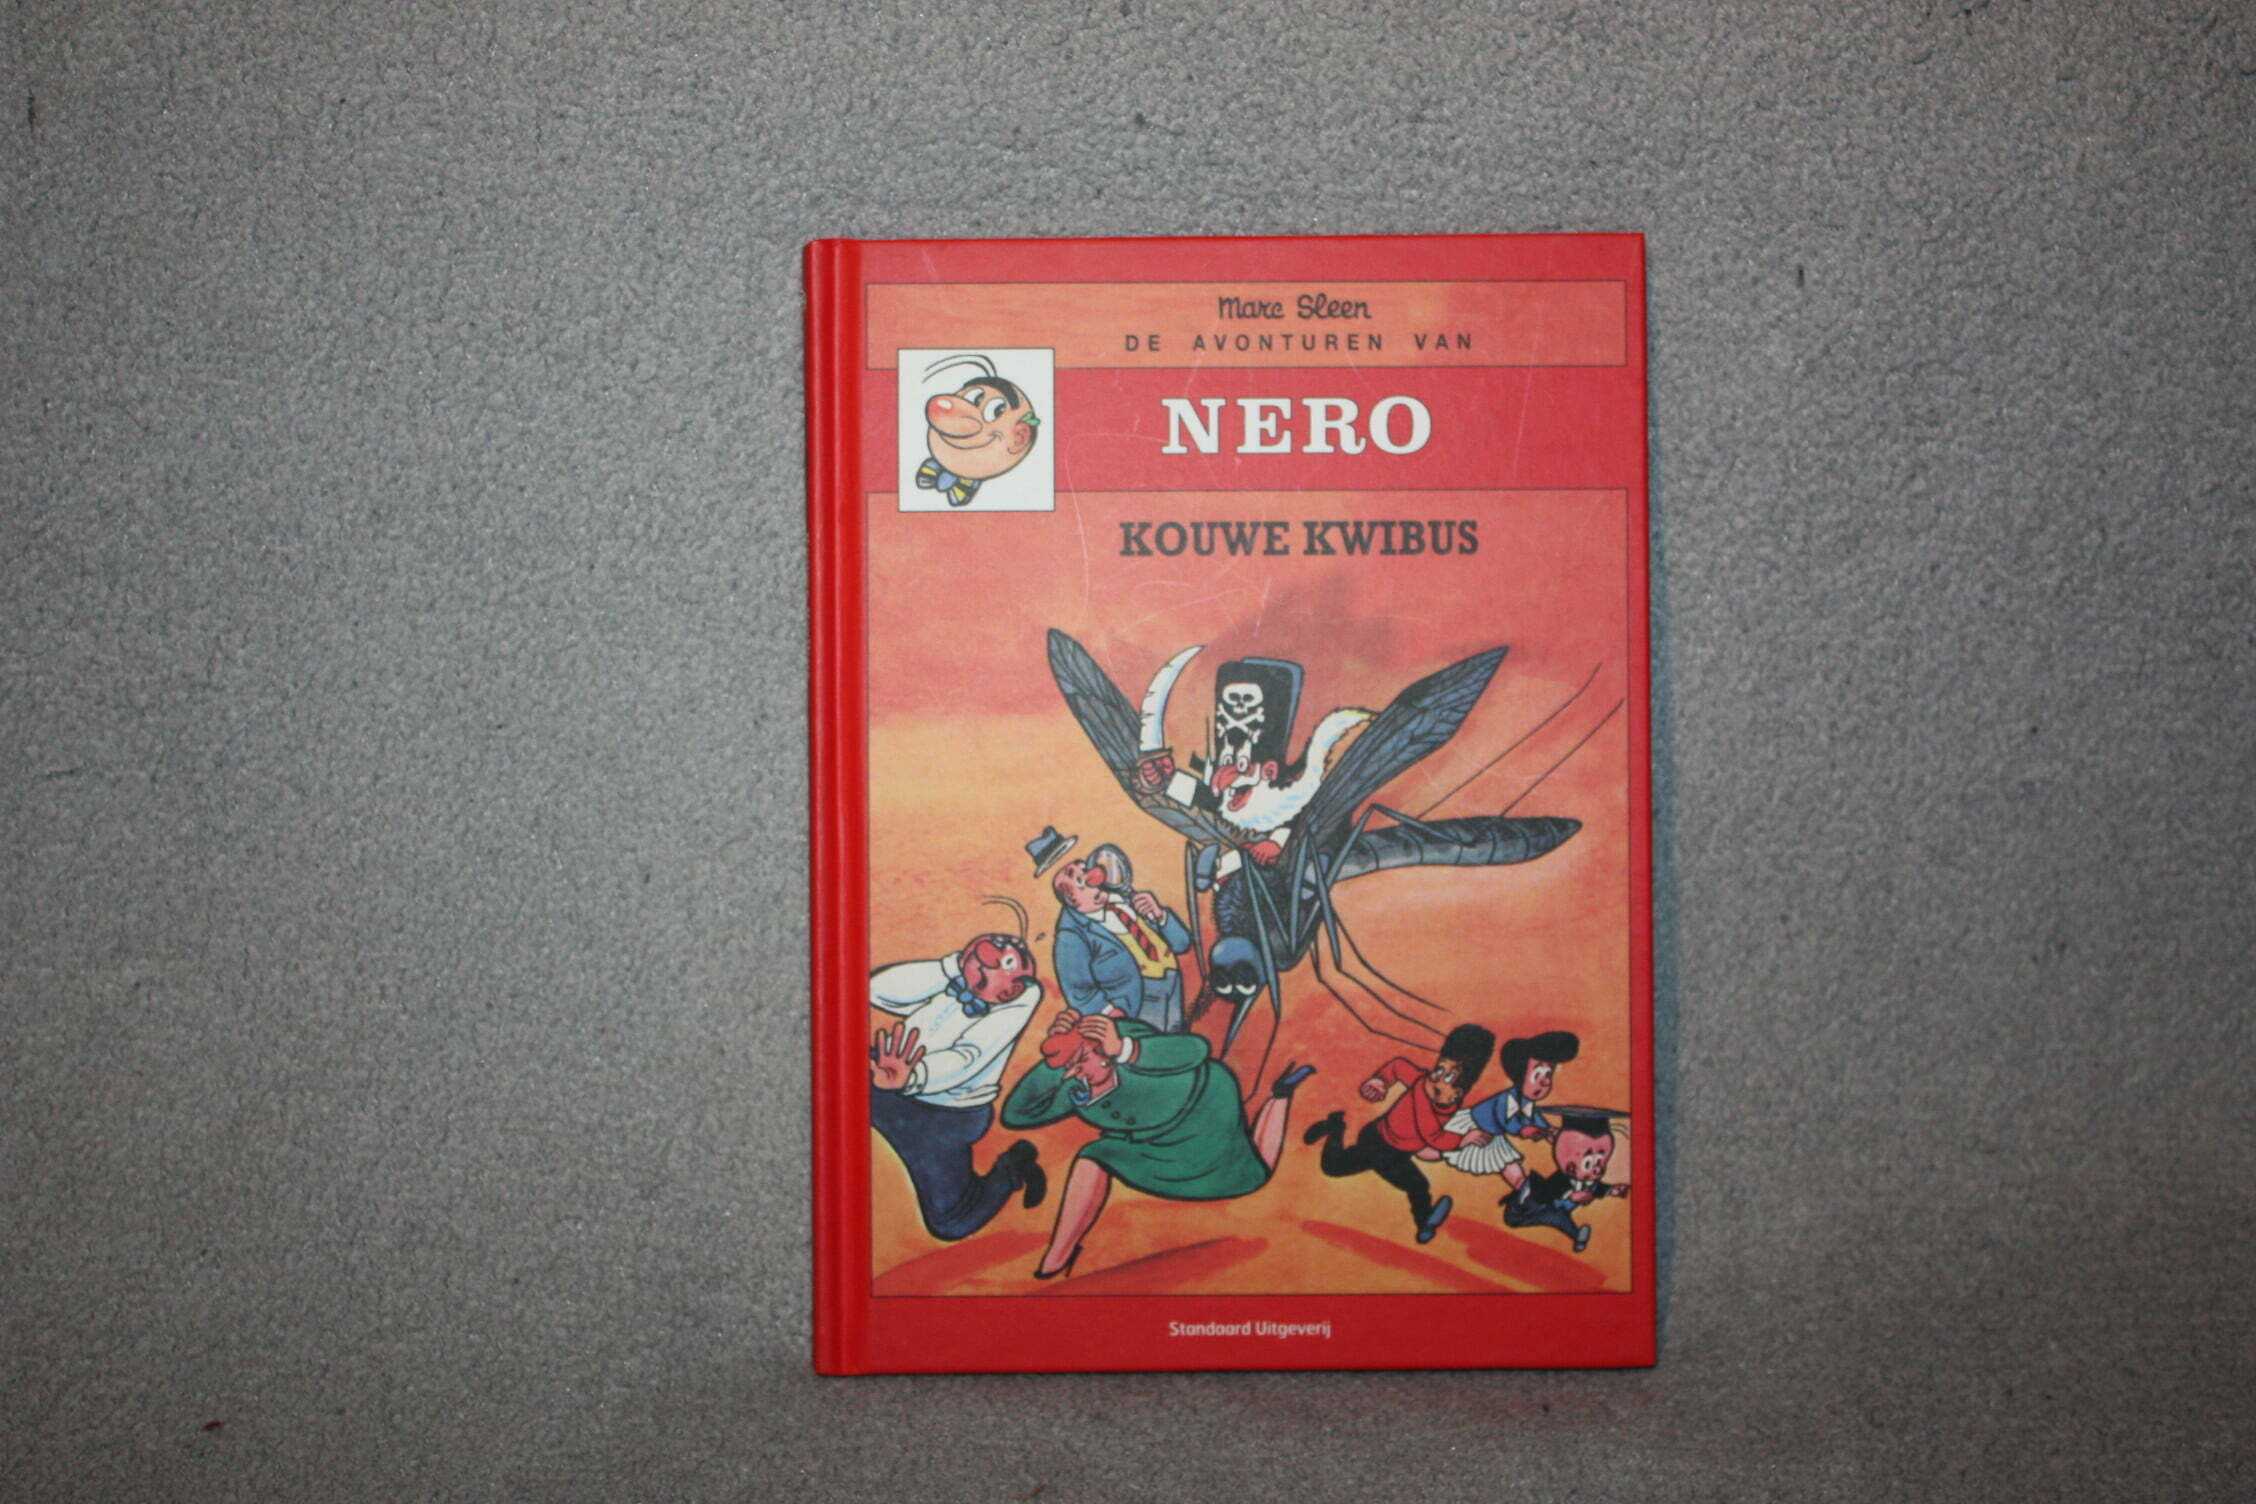 Marc Sleen
DE AVONTUREN VAN
NERO
KOUWE KWIBUS
Standaard Uitgeverij